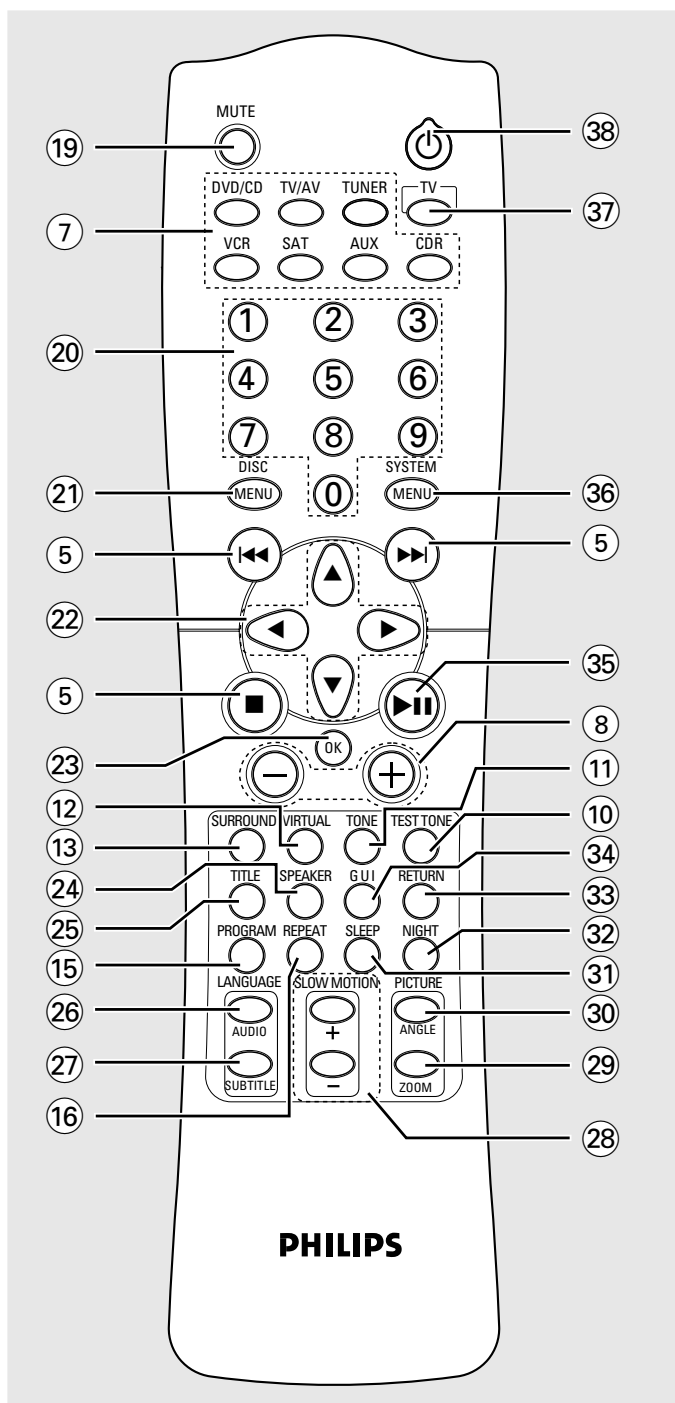 MUTE
19
38
DVD/CD TV/AV TUNER TV
37
7
VCR SAT AUX CDR
1 2 3
20
4 5 6
7 8 9
DISC SYSTEM
21 MENU 0 MENU 36
5 5
22
35
5
8
23 OK
11
12
10
SURROUND VIRTUAL TONE TEST TONE
13
34
24
TITLE SPEAKER G U I RETURN
33
25
32
PROGRAM REPEAT SLEEP NIGHT
15
31
LANGUAGE SLOW MOTION PICTURE
26 30
AUDIO + ANGLE
27 29
SUBTITLE – ZOOM
16
28
PHILIPS